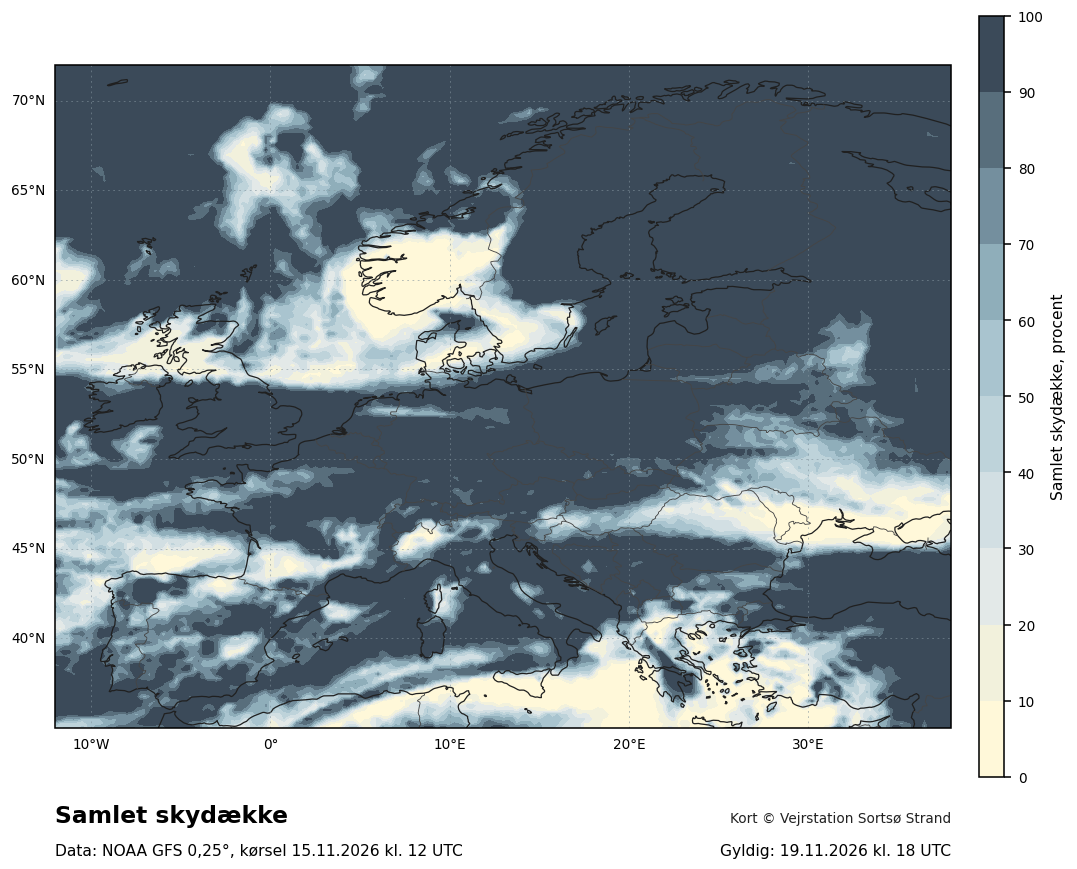 100
90
80
70
60
50
40
30
20
10
0
Samlet skydække, procent
70°N
65°N
60°N
55°N
50°N
45°N
40°N
10°W
0°
10°E
20°E
30°E
Samlet skydække
Kort © Vejrstation Sortsø Strand
Data: NOAA GFS 0,25°, kørsel 15.11.2026 kl. 12 UTC
Gyldig: 19.11.2026 kl. 18 UTC